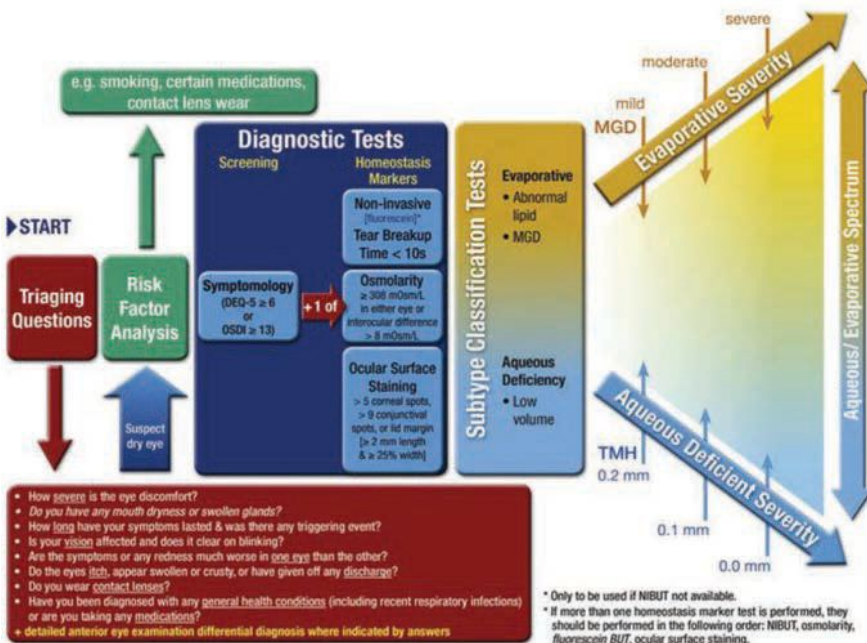 e.g. smoking, certain medications,
contact lens wear
▶START
Triaging
Questions
Risk
Factor
Analysis
Suspect
dry eye
Diagnostic Tests
Screening
Homeostasis
Markers
Symptomology
(DEQ-5 ≥ 6
or
OSDI ≥ 13)
+1 of
Non-invasive
[fluorescein]*
Tear Breakup
Time < 10s
Osmolarity
≥ 308 mOsm/L
in either eye or
interocular difference
> 8 mOsm/L
Ocular Surface
Staining
> 5 corneal spots,
> 9 conjunctival
spots, or lid margin
[≥ 2 mm length
& ≥ 25% width]
Subtype Classification Tests
Evaporative
• Abnormal
lipid
• MGD
Aqueous
Deficiency
• Low
volume
severe
moderate
mild
MGD
Evaporative Severity
Aqueous/ Evaporative Spectrum
Aqueous Deficient Severity
TMH
0.2 mm
0.1 mm
0.0 mm
• How severe is the eye discomfort?
• Do you have any mouth dryness or swollen glands?
• How long have your symptoms lasted & was there any triggering event?
• Is your vision affected and does it clear on blinking?
• Are the symptoms or any redness much worse in one eye than the other?
• Do the eyes itch, appear swollen or crusty, or have given off any discharge?
• Do you wear contact lenses?
• Have you been diagnosed with any general health conditions (including recent respiratory infections)
or are you taking any medications?
+ detailed anterior eye examination differential diagnosis where indicated by answers
* Only to be used if NIBUT not available.
* If more than one homeostasis marker test is performed, they
should be performed in the following order: NIBUT, osmolarity,
fluorescein BUT, ocular surface staining.